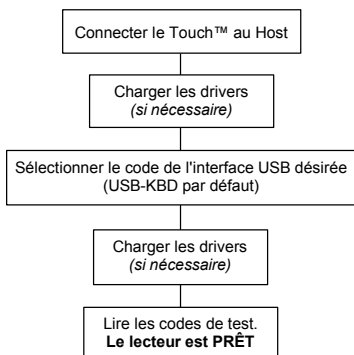 Connecter le Touch™ au Host
Charger les drivers
(si nécessaire)
Sélectionner le code de l'interface USB désirée
(USB-KBD par défaut)
Charger les drivers
(si nécessaire)
Lire les codes de test.
Le lecteur est PRÊT